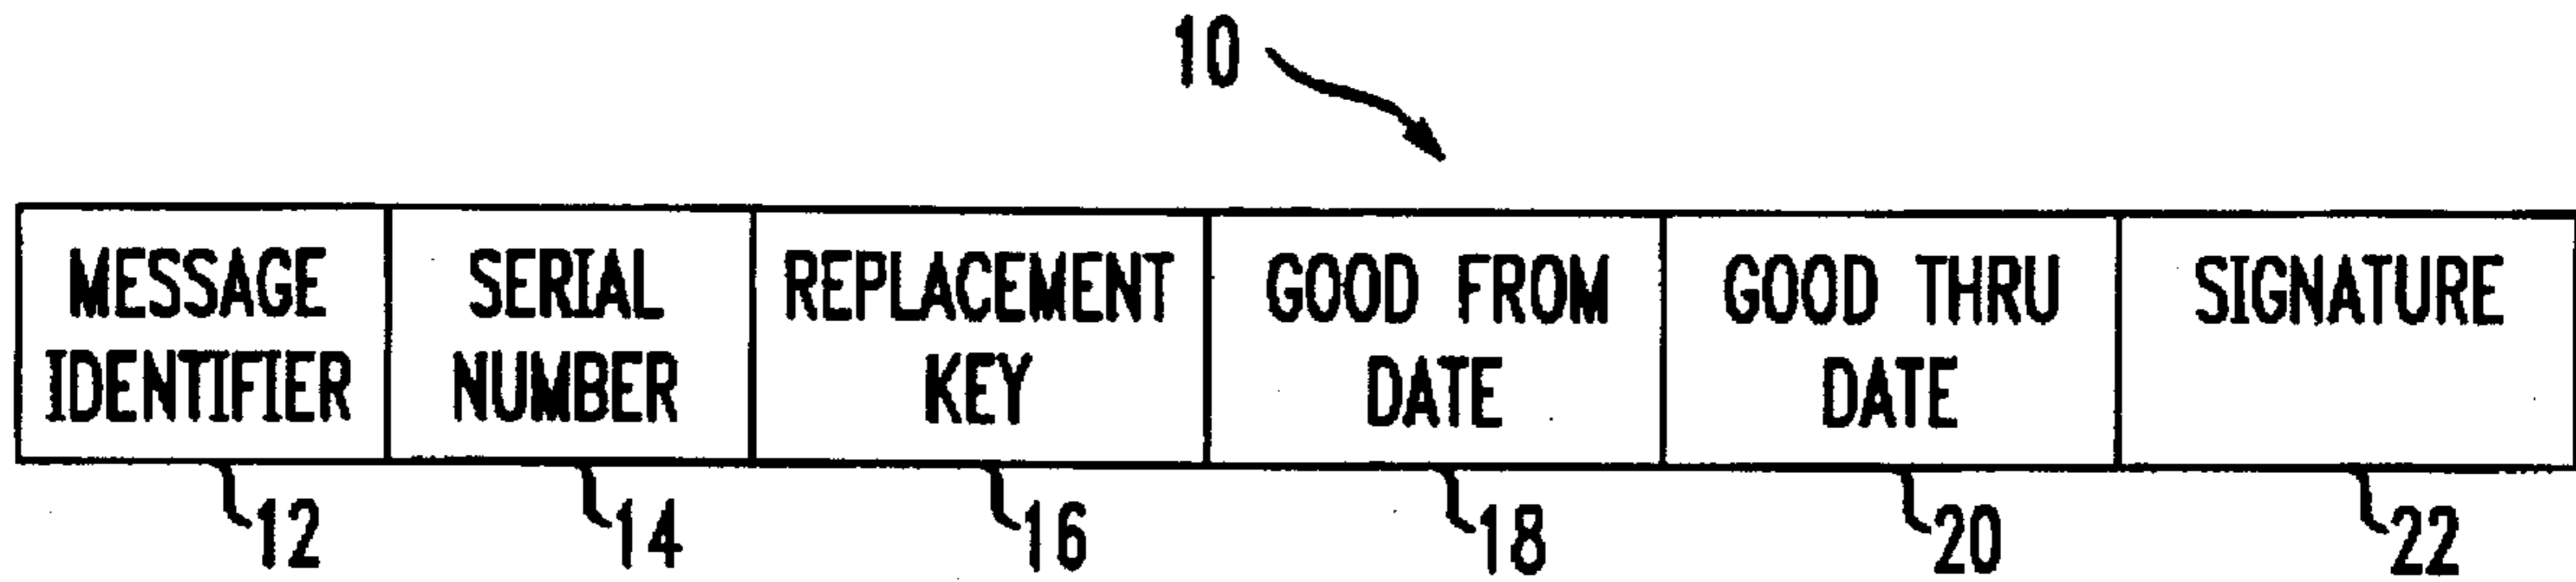 10
MESSAGE
IDENTIFIER
SERIAL
NUMBER
REPLACEMENT
KEY
GOOD FROM
DATE
GOOD THRU
DATE
SIGNATURE
12
14
16
18
20
22